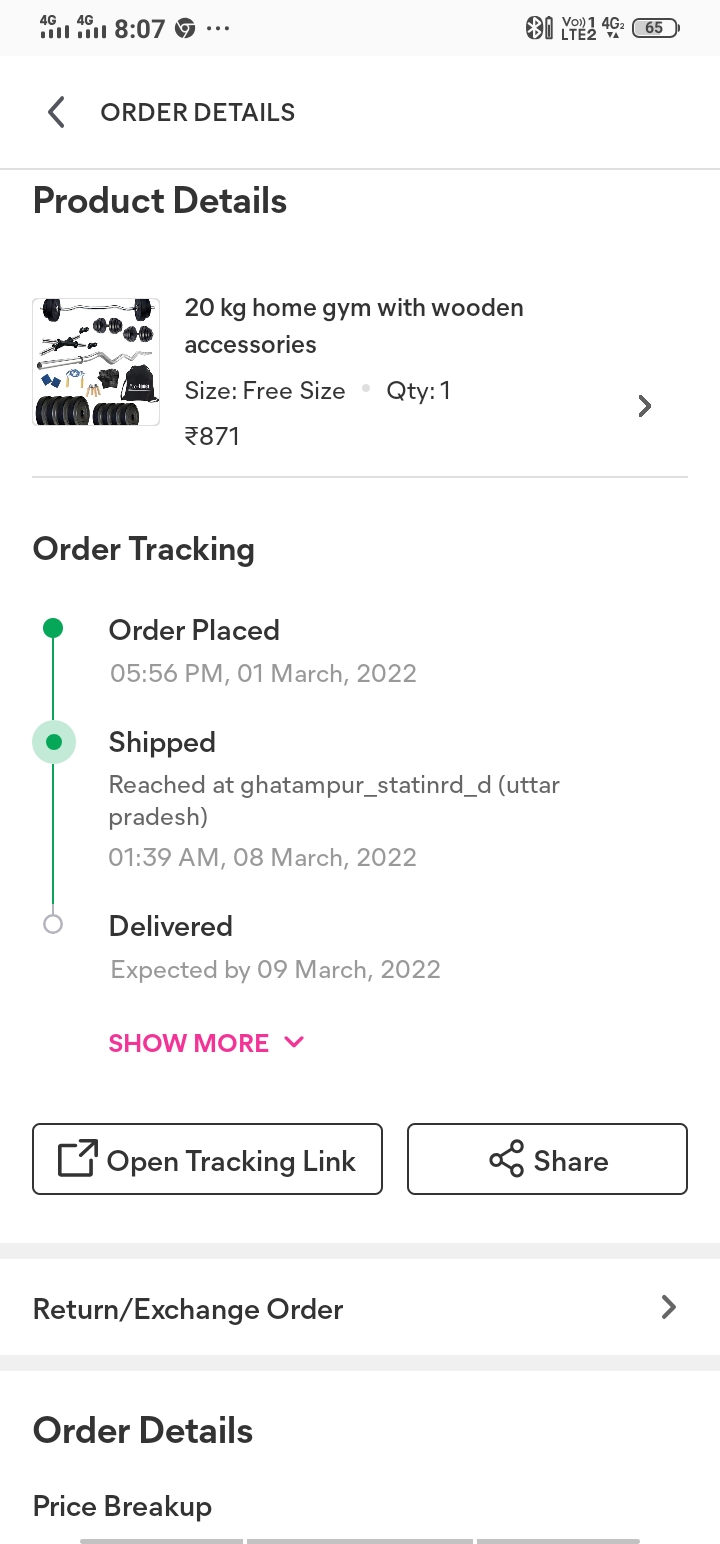 4G 4G 8:07 ... Vo)) 1 LTE2 4G2 65
ORDER DETAILS
Product Details
20 kg home gym with wooden
accessories
Size: Free Size • Qty: 1
₹871
Order Tracking
Order Placed
05:56 PM, 01 March, 2022
Shipped
Reached at ghatampur_statinrd_d (uttar
pradesh)
01:39 AM, 08 March, 2022
Delivered
Expected by 09 March, 2022
SHOW MORE
Open Tracking Link
Share
Return/Exchange Order
Order Details
Price Breakup